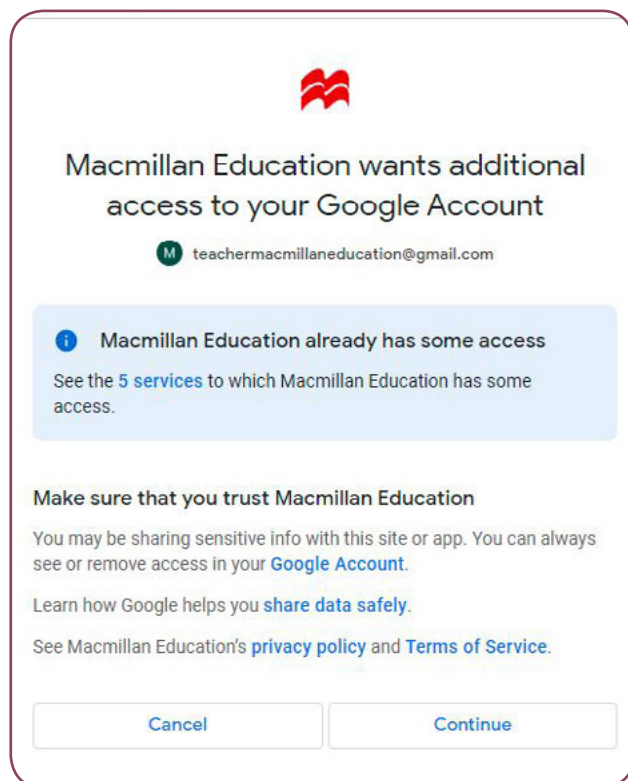 Macmillan Education wants additional
access to your Google Account
M teachermacmillaneducation@gmail.com
Macmillan Education already has some access
See the 5 services to which Macmillan Education has some
access.
Make sure that you trust Macmillan Education
You may be sharing sensitive info with this site or app. You can always
see or remove access in your Google Account.
Learn how Google helps you share data safely.
See Macmillan Education's privacy policy and Terms of Service.
Cancel Continue